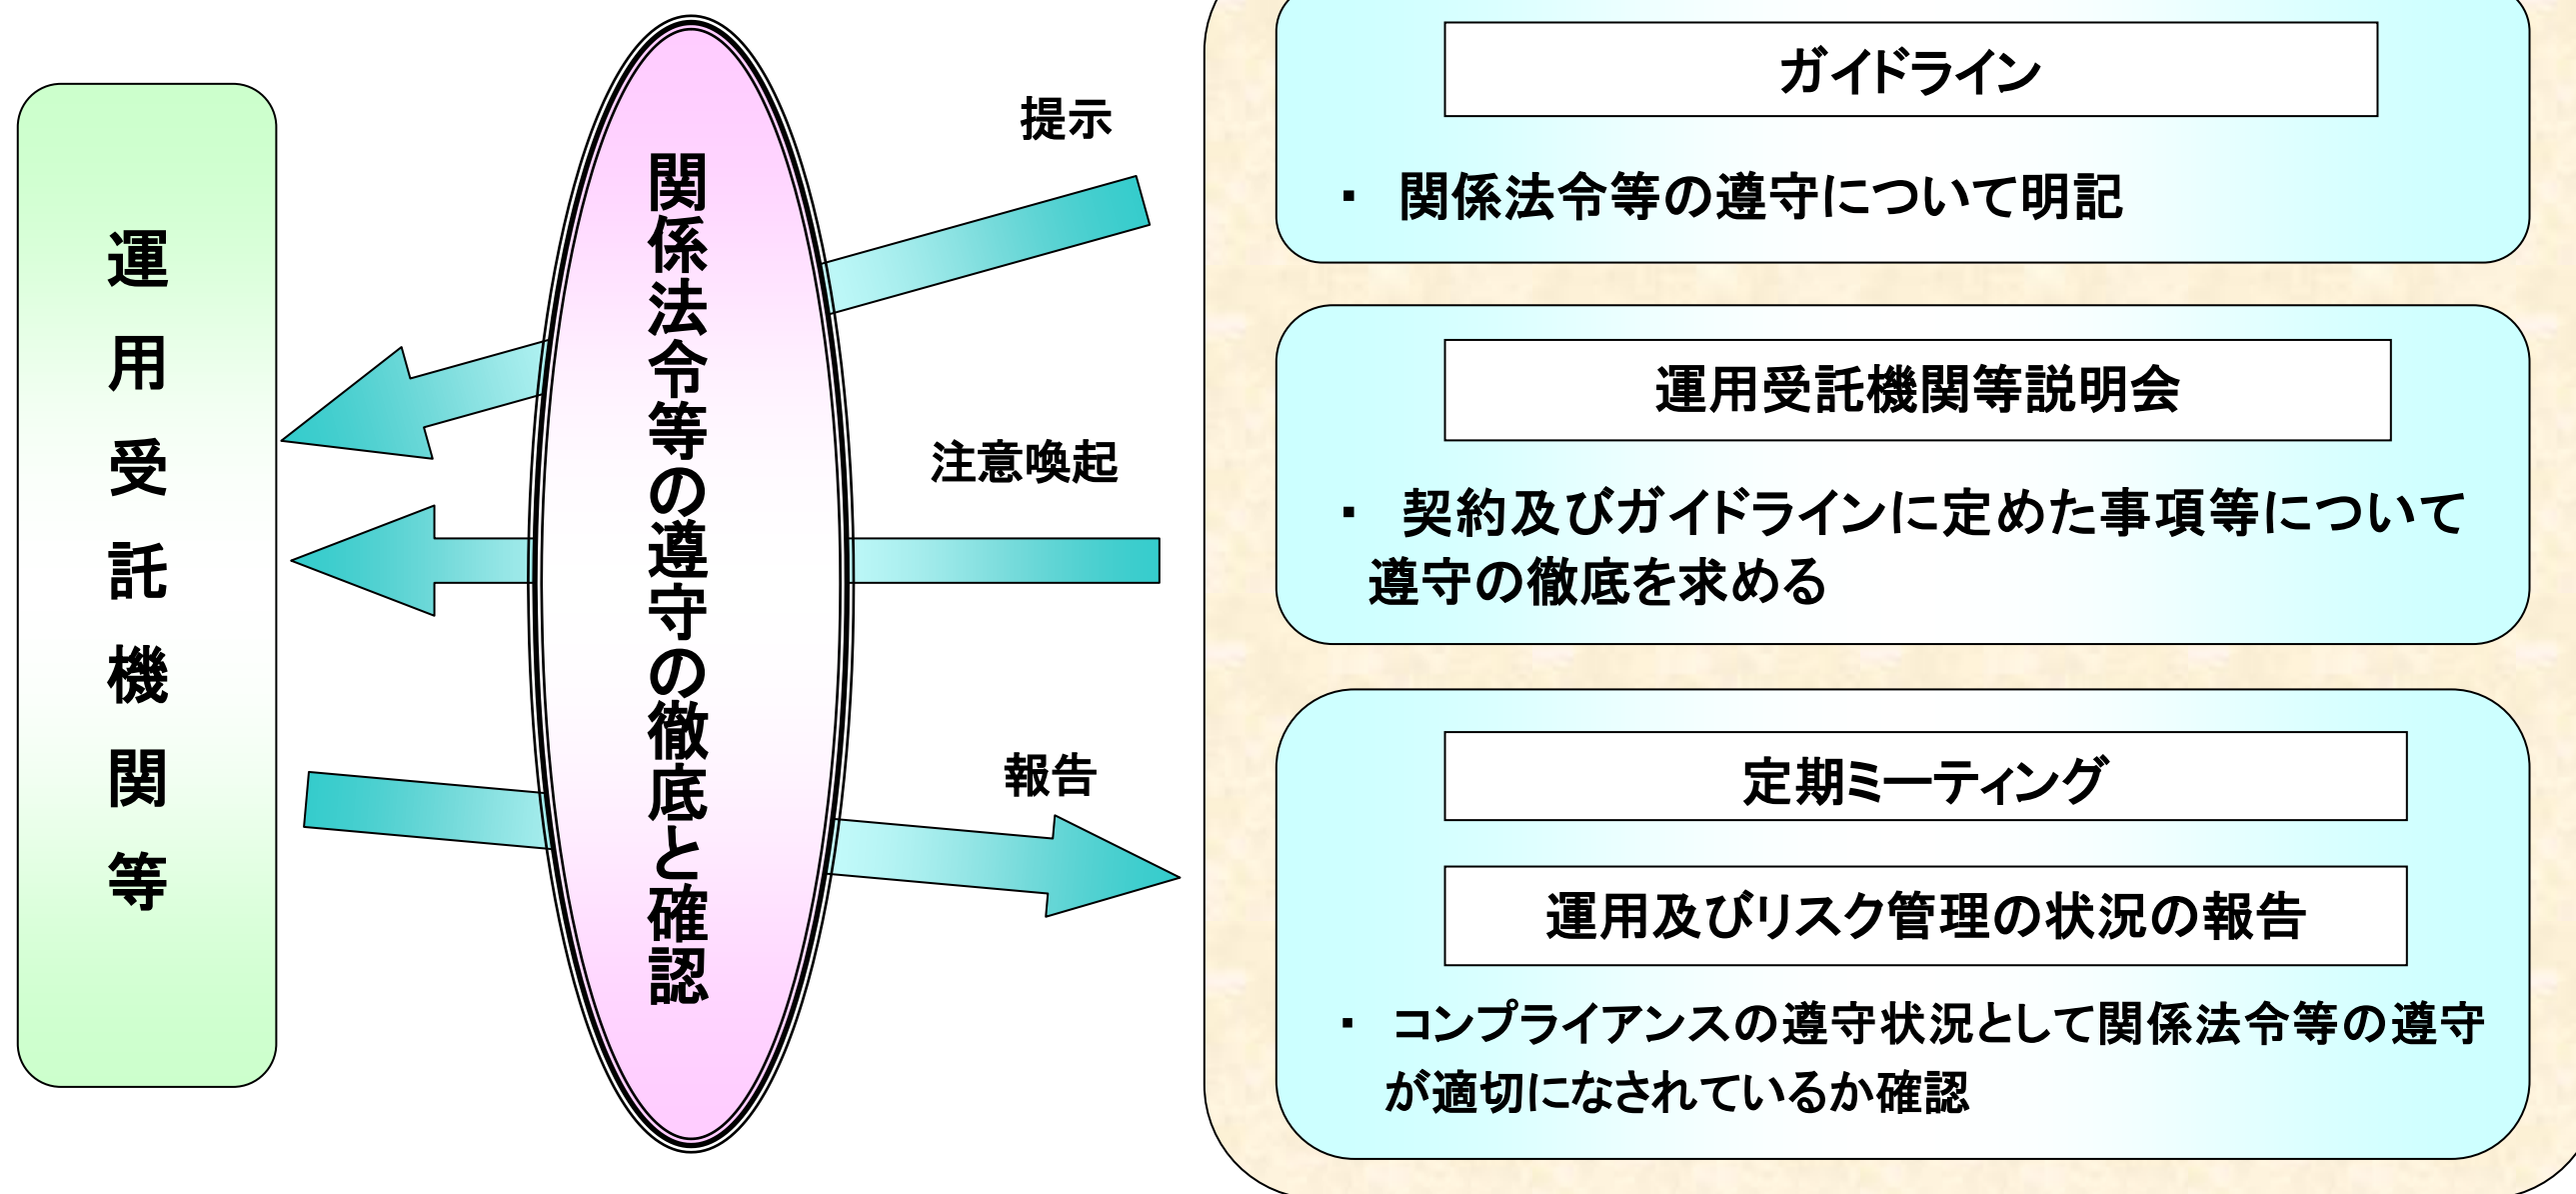 運用受託機関等
関係法令等の遵守の徹底と確認
提示
注意喚起
報告
ガイドライン
・ 関係法令等の遵守について明記
運用受託機関等説明会
・ 契約及びガイドラインに定めた事項等について
遵守の徹底を求める
定期ミーティング
運用及びリスク管理の状況の報告
・ コンプライアンスの遵守状況として関係法令等の遵守
が適切になされているか確認